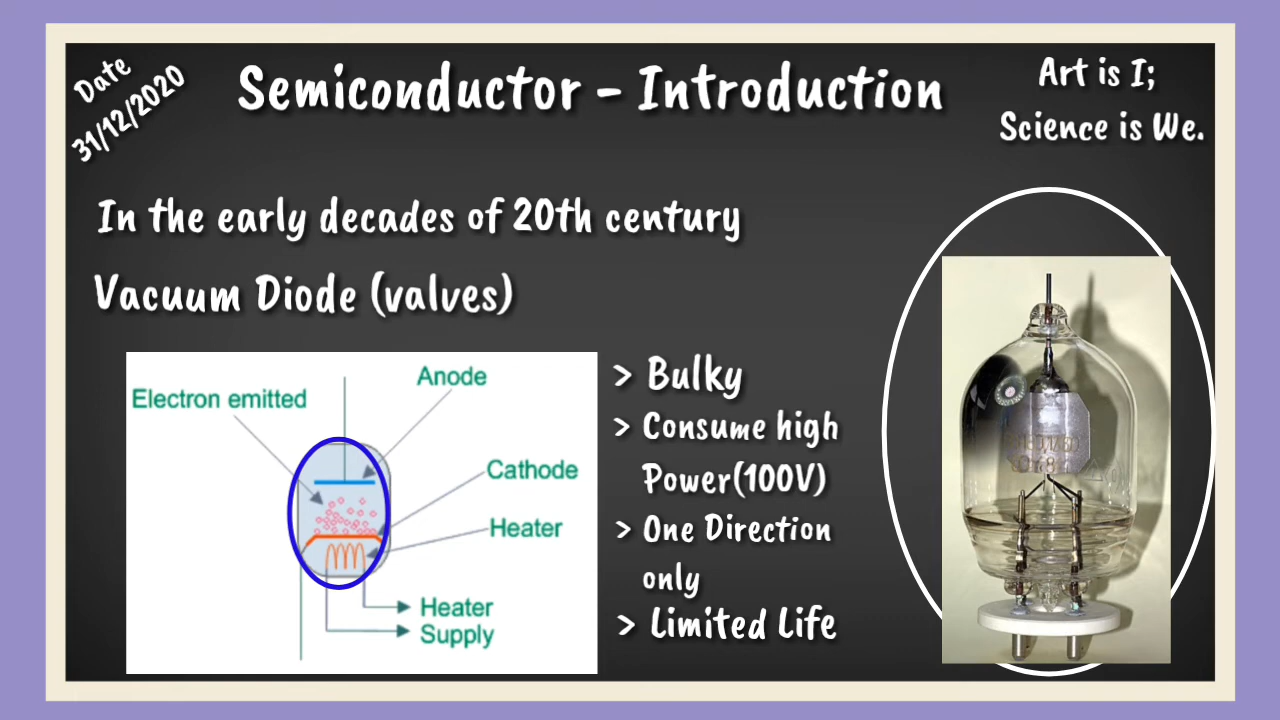 Date
31/12/2020
Semiconductor - Introduction
Art is I;
Science is We.
In the early decades of 20th century
Vacuum Diode (valves)
Electron emitted
Anode
Cathode
Heater
Heater
Supply
> Bulky
> Consume high
Power(100V)
> One Direction
only
> Limited Life